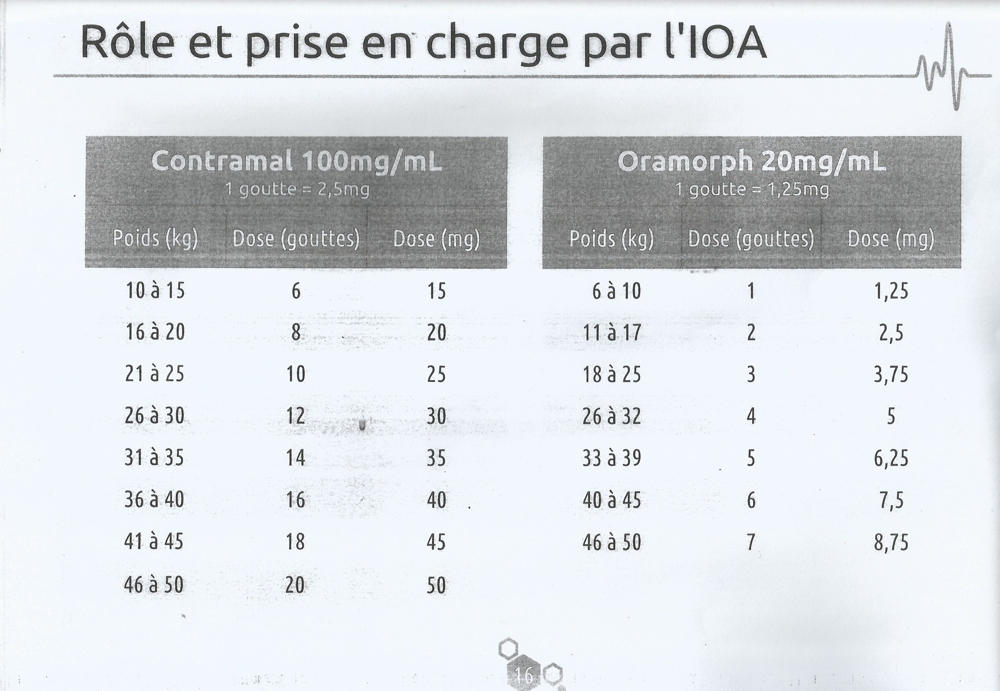 Rôle et prise en charge par l'IOA
Contramal 100mg/mL
1 goutte = 2,5mg
Poids (kg) Dose (gouttes) Dose (mg)
10 à 15 6 15
16 à 20 8 20
21 à 25 10 25
26 à 30 12 30
31 à 35 14 35
36 à 40 16 40
41 à 45 18 45
46 à 50 20 50
Oramorph 20mg/mL
1 goutte = 1,25mg
Poids (kg) Dose (gouttes) Dose (mg)
6 à 10 1 1,25
11 à 17 2 2,5
18 à 25 3 3,75
26 à 32 4 5
33 à 39 5 6,25
40 à 45 6 7,5
46 à 50 7 8,75
16